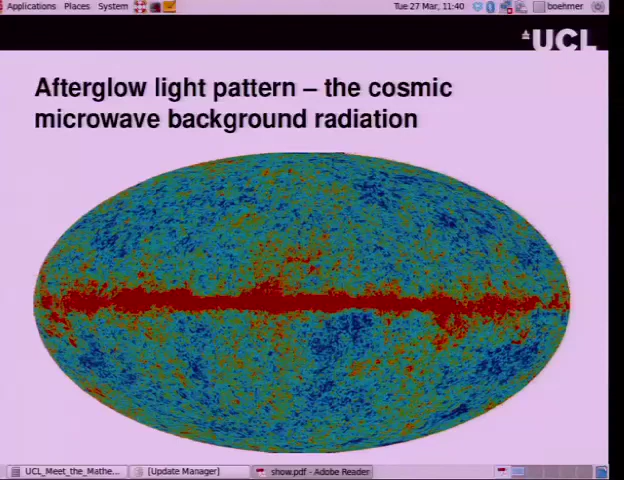 Applications Places System
Tue 27 Mar, 11:40
boehmer
UCL
Afterglow light pattern – the cosmic
microwave background radiation
UCL_Meet_the_Mathe...
[Update Manager]
show.pdf - Adobe Reader